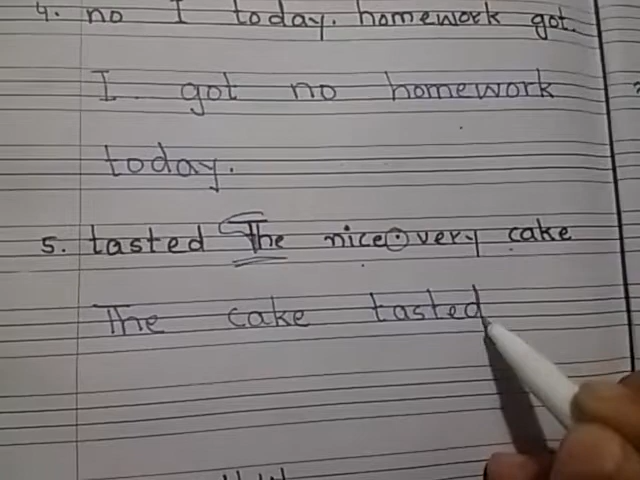 4. no I today. homework got.
I got no homework
today.
5. tasted The nice. very cake
The cake tasted